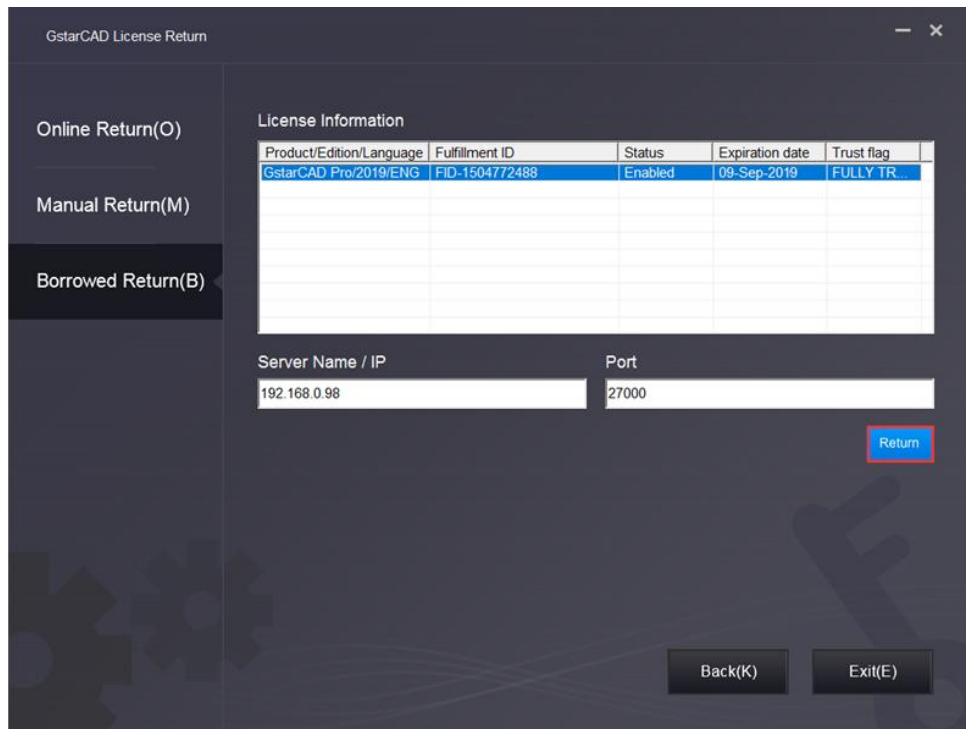 GstarCAD License Return
Online Return(O)
Manual Return(M)
Borrowed Return(B)
License Information
Product/Edition/Language Fulfillment ID Status Expiration date Trust flag
GstarCAD Pro/2019/ENG FID-1504772488 Enabled 09-Sep-2019 FULLY TR...
Server Name / IP Port
192.168.0.98 27000
Return
Back(K) Exit(E)